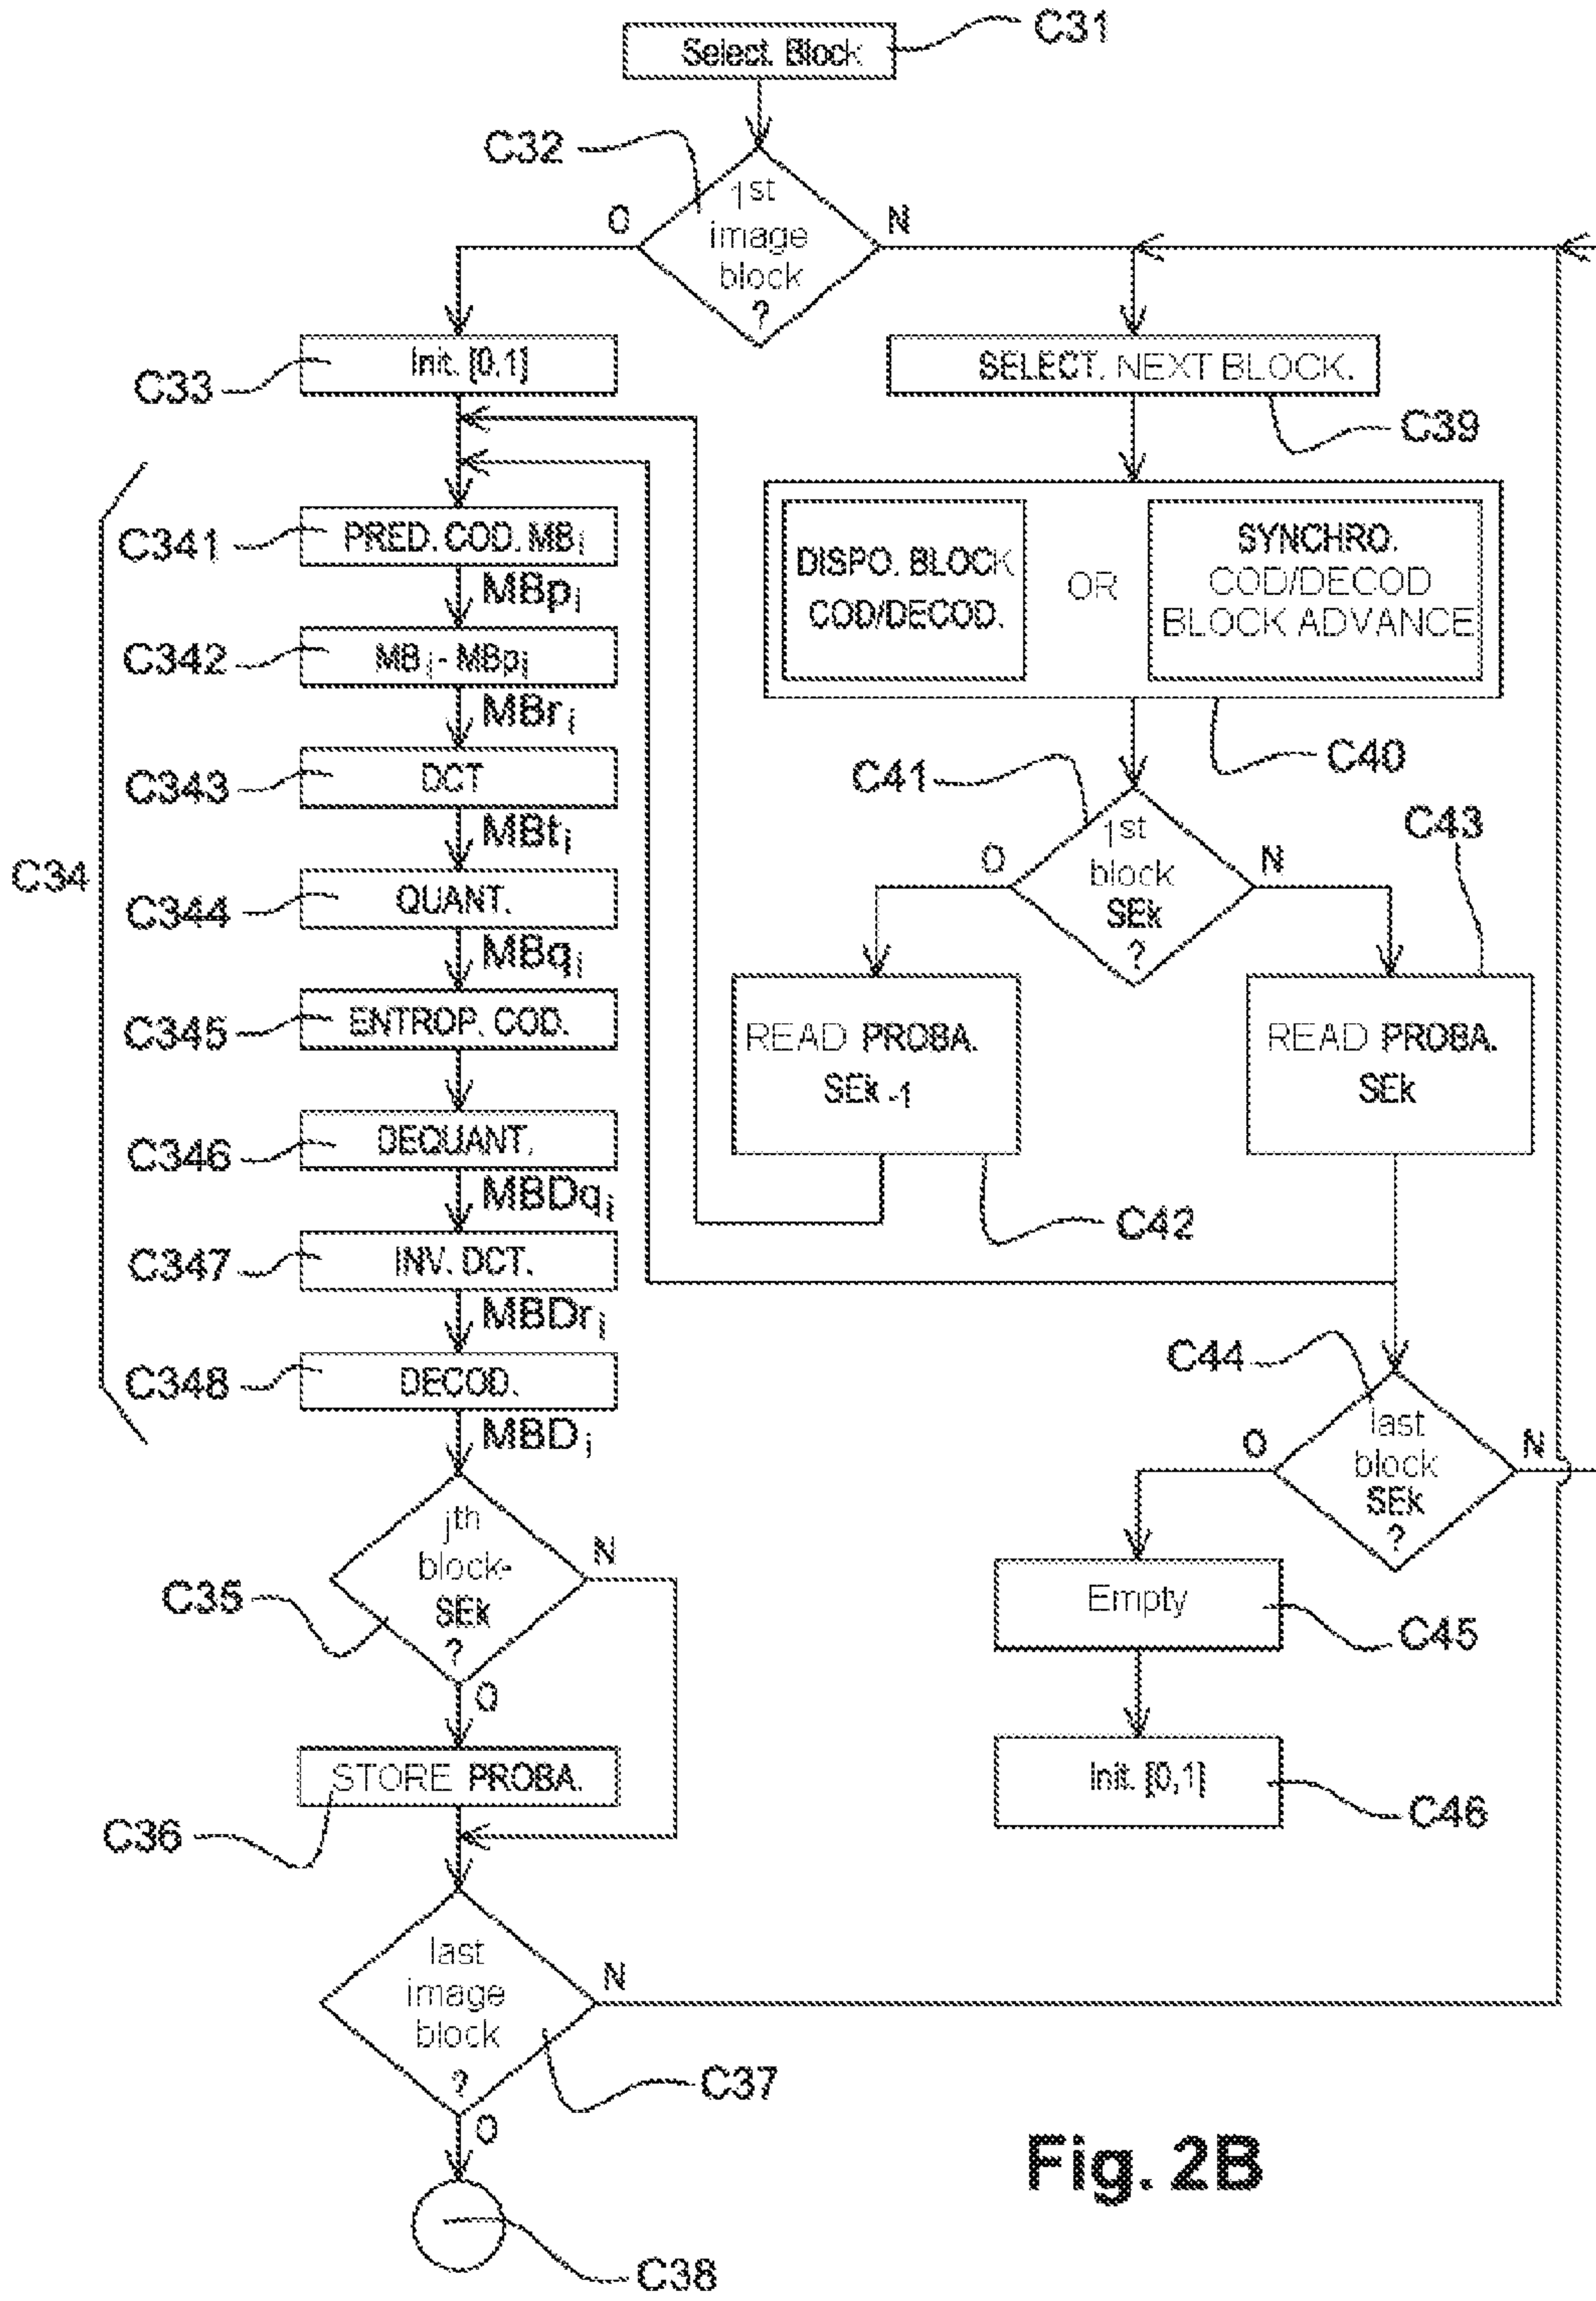 C31
Select. Block
C32
1st
image
block
?
O
N
Init. [0,1]
C33
SELECT. NEXT BLOCK.
C39
C34
C341
PRED. COD. MBi
MBpi
C342
MBi - MBpi
MBri
C343
DCT
MBti
C344
QUANT.
MBqi
C345
ENTROP. COD.
C346
DEQUANT.
MBDqi
C347
INV. DCT.
MBDri
C348
DECOD.
MBDi
DISPO. BLOCK
COD/DECOD.
OR
SYNCHRO.
COD/DECOD
BLOCK ADVANCE
C40
C41
1st
block
SEk
?
O
N
C43
READ PROBA.
SEk-1
READ PROBA.
SEk
C42
C44
last
block
SEk
?
O
N
Empty
C45
Init. [0,1]
C46
jth
block-
SEk
?
N
O
C35
STORE PROBA.
C36
last
image
block
?
N
O
C37
C38
Fig. 2B